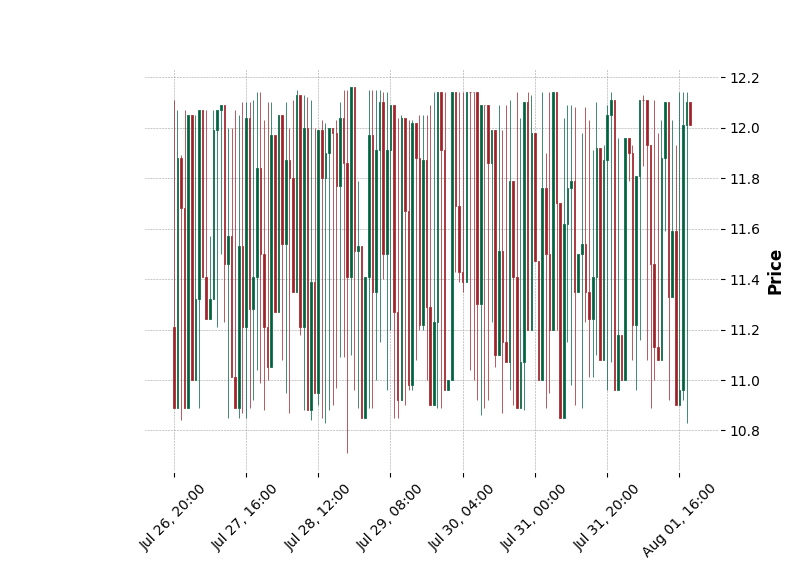 12.2
12.0
11.8
11.6
11.4
11.2
11.0
10.8
Price
Jul 26, 20:00
Jul 27, 16:00
Jul 28, 12:00
Jul 29, 08:00
Jul 30, 04:00
Jul 31, 00:00
Jul 31, 20:00
Aug 01, 16:00